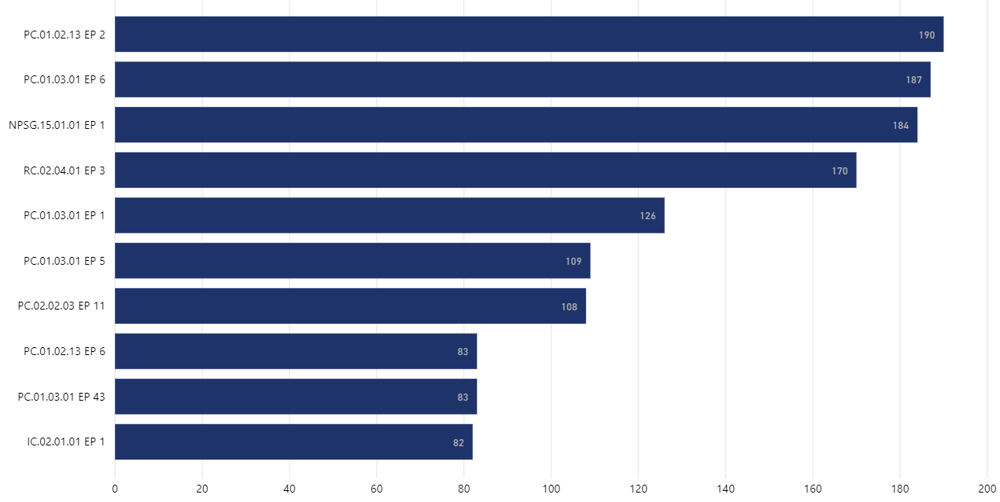 PC.01.02.13 EP 2 190
PC.01.03.01 EP 6 187
NPSG.15.01.01 EP 1 184
RC.02.04.01 EP 3 170
PC.01.03.01 EP 1 126
PC.01.03.01 EP 5 109
PC.02.02.03 EP 11 108
PC.01.02.13 EP 6 83
PC.01.03.01 EP 43 83
IC.02.01.01 EP 1 82
0 20 40 60 80 100 120 140 160 180 200